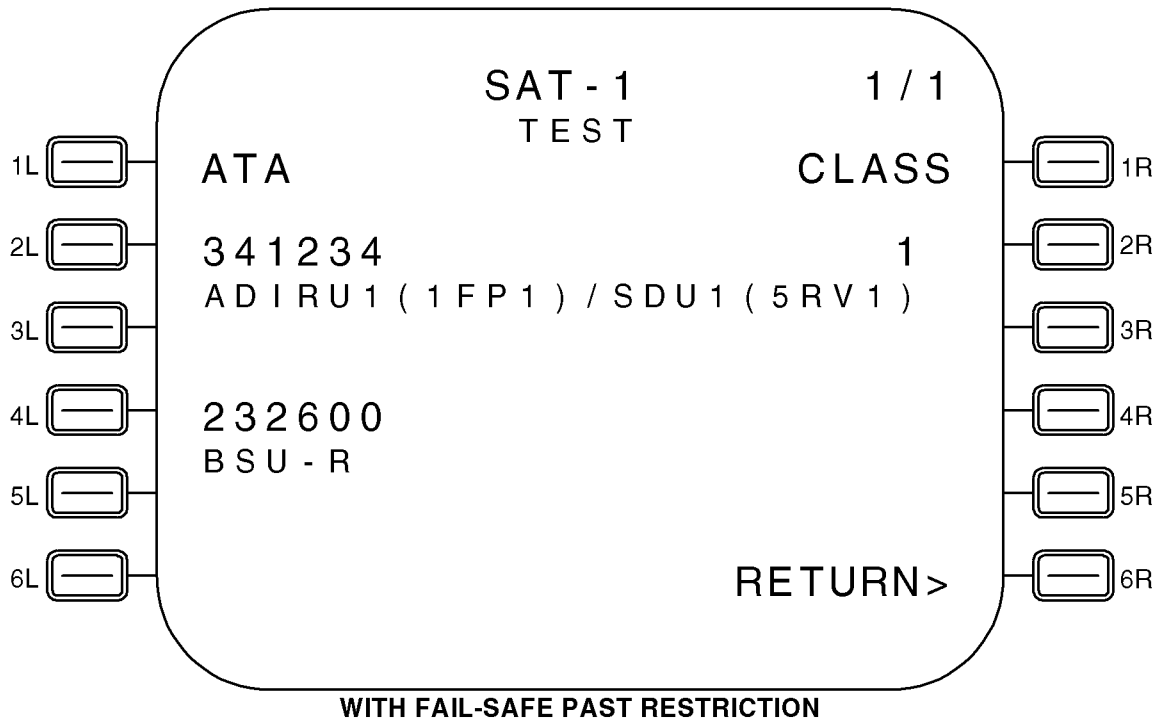 SAT-1 1/1
TEST
1L ATA CLASS 1R
2L 341234 1 2R
ADIRU1(1FP1)/SDU1(5RV1)
3L 3R
4L 232600 4R
BSU-R
5L 5R
6L RETURN> 6R
WITH FAIL-SAFE PAST RESTRICTION